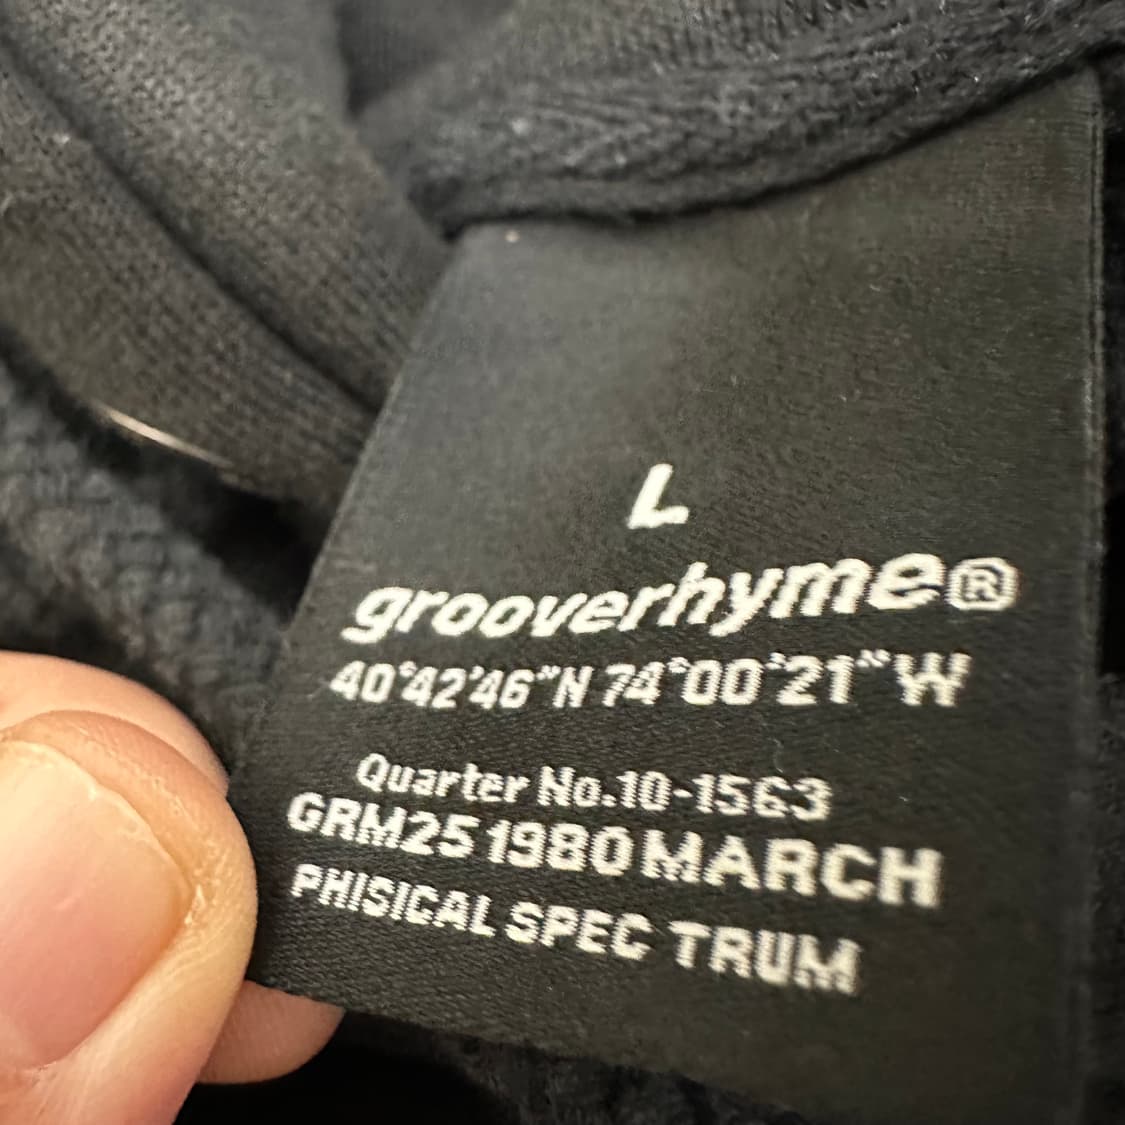 L
grooverhyme®
40°42'46"N 74°00'21"W
Quarter No.10-1563
GRM25 1980 MARCH
PHISICAL SPEC TRUM